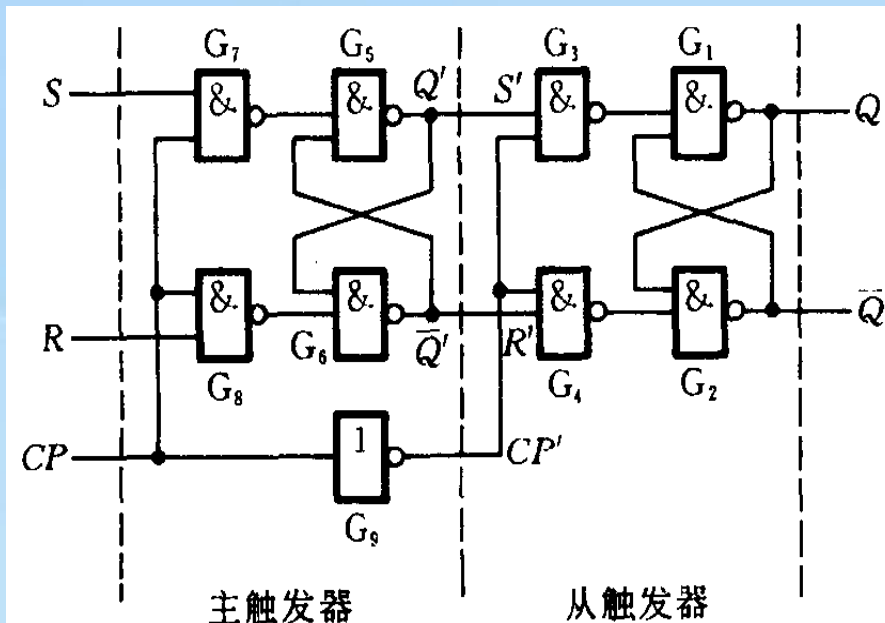 G₇ G₅ G₃ G₁
S & & Q′ S′ & & Q
R & & Q̅′ R′ & & Q̅
G₈ G₆ G₄ G₂
CP 1 CP′
G₉
主触发器 从触发器